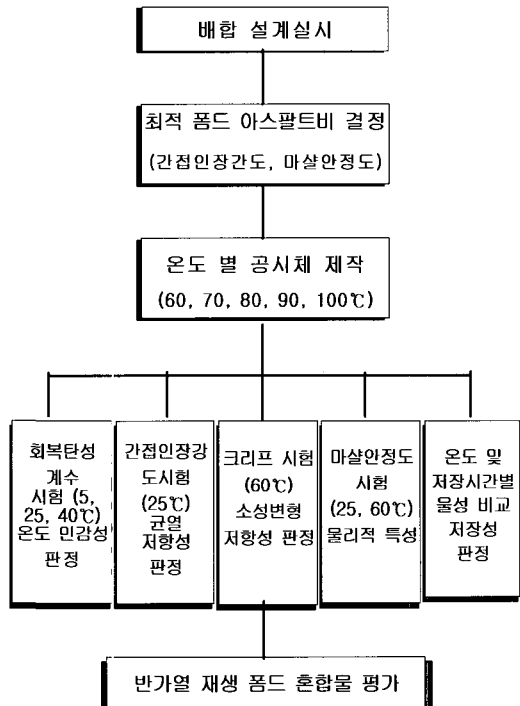 배합 설계실시
최적 폼드 아스팔트비 결정
(간접인장간도, 마샬안정도)
온도 별 공시체 제작
(60, 70, 80, 90, 100℃)
회복탄성
계수
시험 (5,
25, 40℃)
온도 민감성
판정
간접인장강
도시험
(25℃)
균열
저항성
판정
크리프 시험
(60℃)
소성변형
저항성 판정
마샬안정도
시험
(25, 60℃)
물리적 특성
온도 및
저장시간별
물성 비교
저장성
판정
반가열 재생 폼드 혼합물 평가